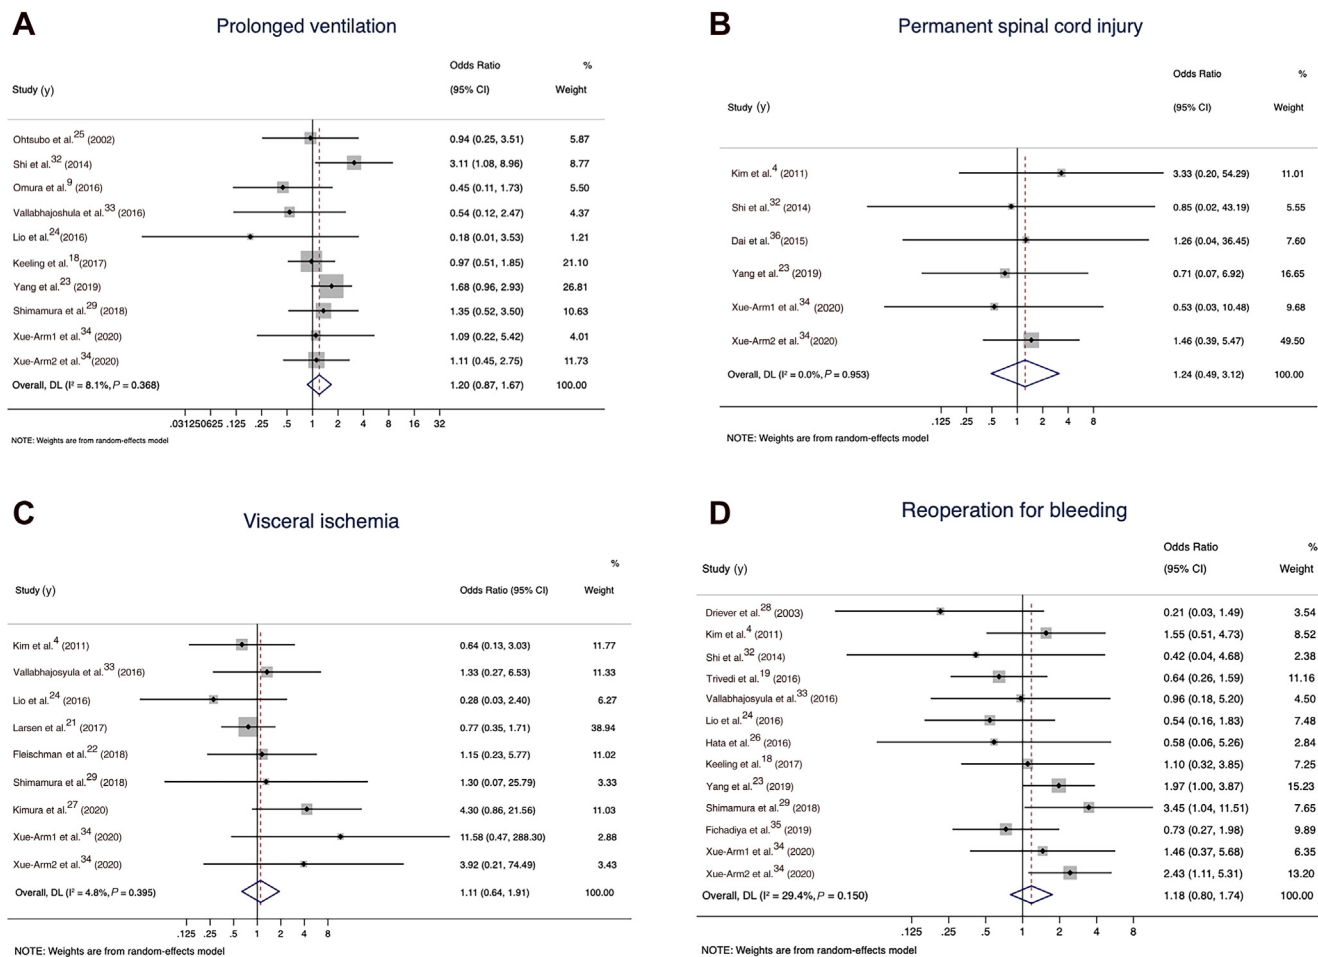 A
Prolonged ventilation
Odds Ratio %
Study (y) (95% CI) Weight
Ohtsubo et al.25 (2002) 0.94 (0.25, 3.51) 5.87
Shi et al.32 (2014) 3.11 (1.08, 8.96) 8.77
Omura et al.9 (2016) 0.45 (0.11, 1.73) 5.50
Vallabhajoshula et al.33 (2016) 0.54 (0.12, 2.47) 4.37
Lio et al.24(2016) 0.18 (0.01, 3.53) 1.21
Keeling et al.18(2017) 0.97 (0.51, 1.85) 21.10
Yang et al.23 (2019) 1.68 (0.96, 2.93) 26.81
Shimamura et al.29 (2018) 1.35 (0.52, 3.50) 10.63
Xue-Arm1 et al.34 (2020) 1.09 (0.22, 5.42) 4.01
Xue-Arm2 et al.34(2020) 1.11 (0.45, 2.75) 11.73
Overall, DL (I² = 8.1%, P = 0.368) 1.20 (0.87, 1.67) 100.00
.03125 .0625 .125 .25 .5 1 2 4 8 16 32
NOTE: Weights are from random-effects model
B
Permanent spinal cord injury
Odds Ratio %
Study (y) (95% CI) Weight
Kim et al.4 (2011) 3.33 (0.20, 54.29) 11.01
Shi et al.32 (2014) 0.85 (0.02, 43.19) 5.55
Dai et al.36(2015) 1.26 (0.04, 36.45) 7.60
Yang et al.23 (2019) 0.71 (0.07, 6.92) 16.65
Xue-Arm1 et al.34 (2020) 0.53 (0.03, 10.48) 9.68
Xue-Arm2 et al.34(2020) 1.46 (0.39, 5.47) 49.50
Overall, DL (I² = 0.0%, P = 0.953) 1.24 (0.49, 3.12) 100.00
.125 .25 .5 1 2 4 8
NOTE: Weights are from random-effects model
C
Visceral ischemia
%
Study (y) Odds Ratio (95% CI) Weight
Kim et al.4 (2011) 0.64 (0.13, 3.03) 11.77
Vallabhajosyula et al.33 (2016) 1.33 (0.27, 6.53) 11.33
Lio et al.24 (2016) 0.28 (0.03, 2.40) 6.27
Larsen et al.21 (2017) 0.77 (0.35, 1.71) 38.94
Fleischman et al.22 (2018) 1.15 (0.23, 5.77) 11.02
Shimamura et al.29 (2018) 1.30 (0.07, 25.79) 3.33
Kimura et al.27 (2020) 4.30 (0.86, 21.56) 11.03
Xue-Arm1 et al.34 (2020) 11.58 (0.47, 288.30) 2.88
Xue-Arm2 et al.34 (2020) 3.92 (0.21, 74.49) 3.43
Overall, DL (I² = 4.8%, P = 0.395) 1.11 (0.64, 1.91) 100.00
.125 .25 .5 1 2 4 8
NOTE: Weights are from random-effects model
D
Reoperation for bleeding
Odds Ratio %
Study (y) (95% CI) Weight
Driever et al.28 (2003) 0.21 (0.03, 1.49) 3.54
Kim et al.4 (2011) 1.55 (0.51, 4.73) 8.52
Shi et al.32 (2014) 0.42 (0.04, 4.68) 2.38
Trivedi et al.19 (2016) 0.64 (0.26, 1.59) 11.16
Vallabhajosyula et al.33 (2016) 0.96 (0.18, 5.20) 4.50
Lio et al.24 (2016) 0.54 (0.16, 1.83) 7.48
Hata et al.26 (2016) 0.58 (0.06, 5.26) 2.84
Keeling et al.18 (2017) 1.10 (0.32, 3.85) 7.25
Yang et al.23 (2019) 1.97 (1.00, 3.87) 15.23
Shimamura et al.29 (2018) 3.45 (1.04, 11.51) 7.65
Fichadiya et al.35 (2019) 0.73 (0.27, 1.98) 9.89
Xue-Arm1 et al.34 (2020) 1.46 (0.37, 5.68) 6.35
Xue-Arm2 et al.34 (2020) 2.43 (1.11, 5.31) 13.20
Overall, DL (I² = 29.4%, P = 0.150) 1.18 (0.80, 1.74) 100.00
.125 .25 .5 1 2 4 8
NOTE: Weights are from random-effects model